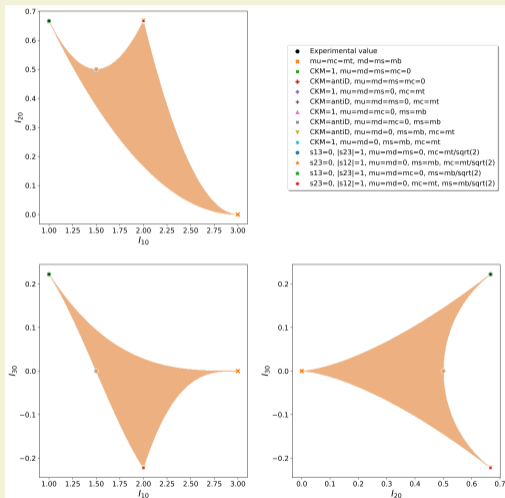 0.7
0.6
0.5
0.4
0.3
0.2
0.1
0.0
I20
1.00 1.25 1.50 1.75 2.00 2.25 2.50 2.75 3.00
I10
Experimental value
mu=mc=mt, md=ms=mb
CKM=1, mu=md=ms=mc=0
CKM=antiD, mu=md=ms=mc=0
CKM=1, mu=md=ms=0, mc=mt
CKM=antiD, mu=md=ms=0, mc=mt
CKM=1, mu=md=mc=0, ms=mb
CKM=antiD, mu=md=mc=0, ms=mb
CKM=antiD, mu=md=0, ms=mb, mc=mt
CKM=1, mu=md=0, ms=mb, mc=mt
s13=0, |s23|=1, mu=md=ms=0, mc=mt/sqrt(2)
s23=0, |s12|=1, mu=md=0, ms=mb, mc=mt/sqrt(2)
s13=0, |s23|=1, mu=md=mc=0, ms=mb/sqrt(2)
s23=0, |s12|=1, mu=md=0, mc=mt, ms=mb/sqrt(2)
0.2
0.1
0.0
−0.1
−0.2
I30
1.00 1.25 1.50 1.75 2.00 2.25 2.50 2.75 3.00
I10
0.2
0.1
0.0
−0.1
−0.2
I30
0.0 0.1 0.2 0.3 0.4 0.5 0.6 0.7
I20